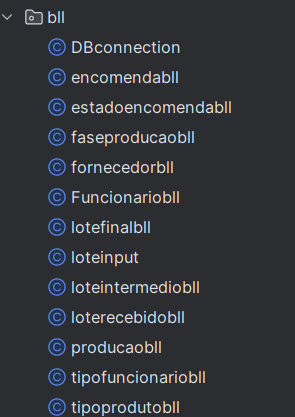 bll
DBconnection
encomendabll
estadoencomendabll
faseproducaobll
fornecedorbll
Funcionariobll
lotefinalbll
loteinput
loteintermediobll
loterecebidobll
producaobll
tipofuncionariobll
tipoprodutobll